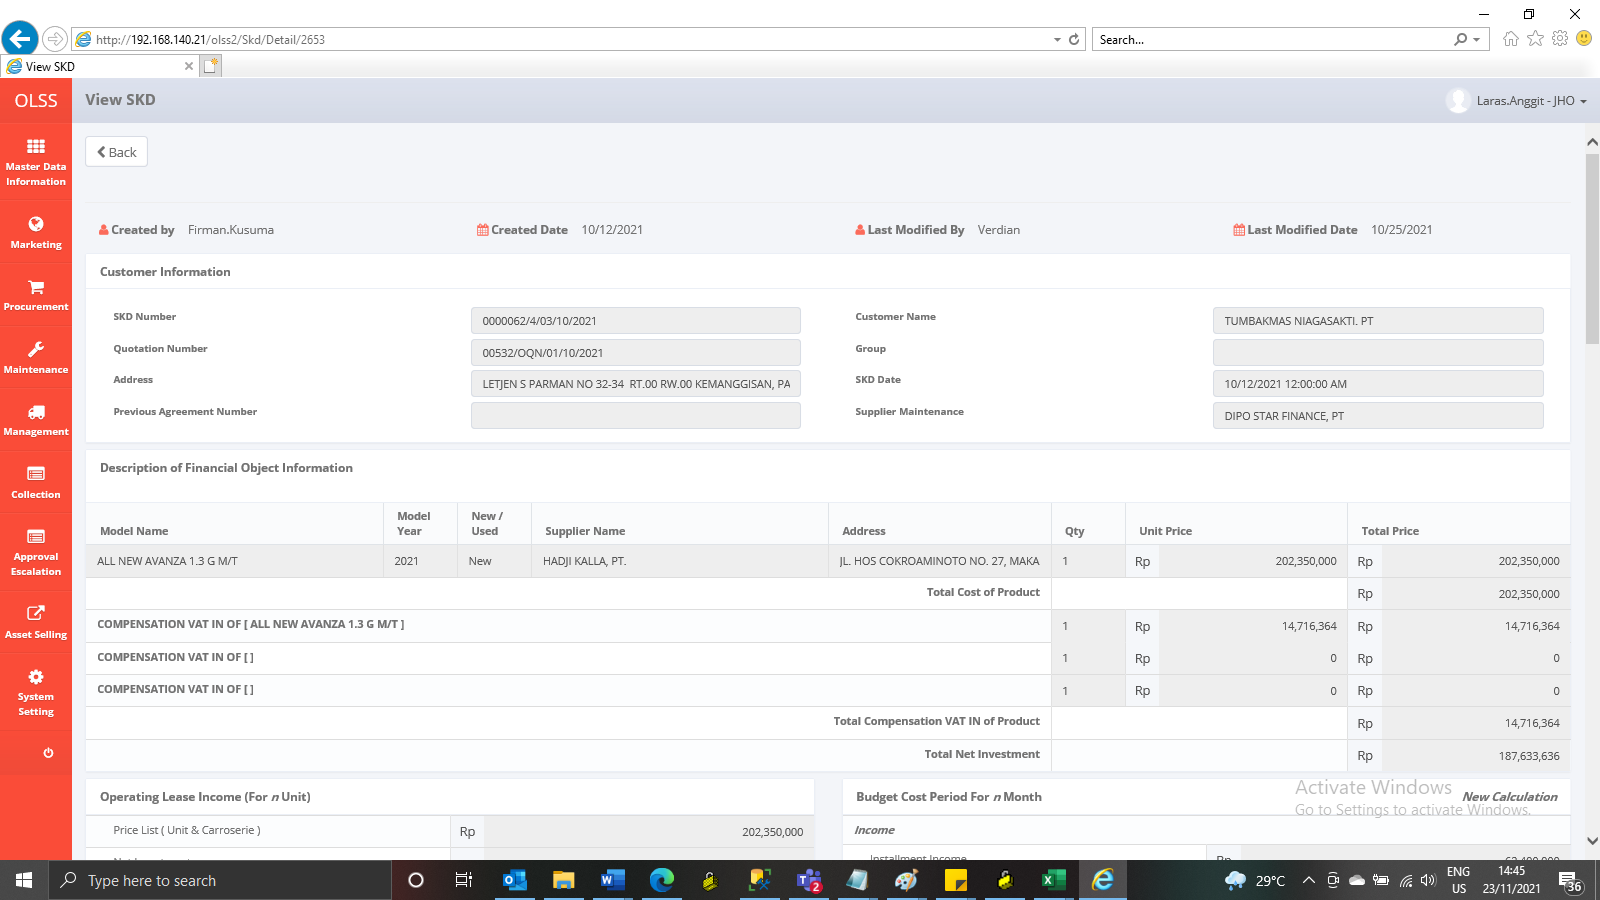 http://192.168.140.21/olss2/Skd/Detail/2653
Search...
View SKD
OLSS
View SKD
Laras.Anggit - JHO
Back
Master Data
Information
Marketing
Procurement
Maintenance
Management
Collection
Approval
Escalation
Asset Selling
System
Setting
Created by Firman.Kusuma Created Date 10/12/2021 Last Modified By Verdian Last Modified Date 10/25/2021
Customer Information
SKD Number 0000062/4/03/10/2021 Customer Name TUMBAKMAS NIAGASAKTI. PT
Quotation Number 00532/OQN/01/10/2021 Group
Address LETJEN S PARMAN NO 32-34 RT.00 RW.00 KEMANGGISAN, PA SKD Date 10/12/2021 12:00:00 AM
Previous Agreement Number Supplier Maintenance DIPO STAR FINANCE, PT
Description of Financial Object Information
Model Name Model Year New / Used Supplier Name Address Qty Unit Price Total Price
ALL NEW AVANZA 1.3 G M/T 2021 New HADJI KALLA, PT. JL. HOS COKROAMINOTO NO. 27, MAKA 1 Rp 202,350,000 Rp 202,350,000
Total Cost of Product Rp 202,350,000
COMPENSATION VAT IN OF [ ALL NEW AVANZA 1.3 G M/T ] 1 Rp 14,716,364 Rp 14,716,364
COMPENSATION VAT IN OF [ ] 1 Rp 0 Rp 0
COMPENSATION VAT IN OF [ ] 1 Rp 0 Rp 0
Total Compensation VAT IN of Product Rp 14,716,364
Total Net Investment Rp 187,633,636
Operating Lease Income (For n Unit)
Price List ( Unit & Carroserie ) Rp 202,350,000
Budget Cost Period For n Month New Calculation
Income
Installment Income Rp
Activate Windows
Go to Settings to activate Windows.
Type here to search
2
29°C
ENG
US
14:45
23/11/2021
36